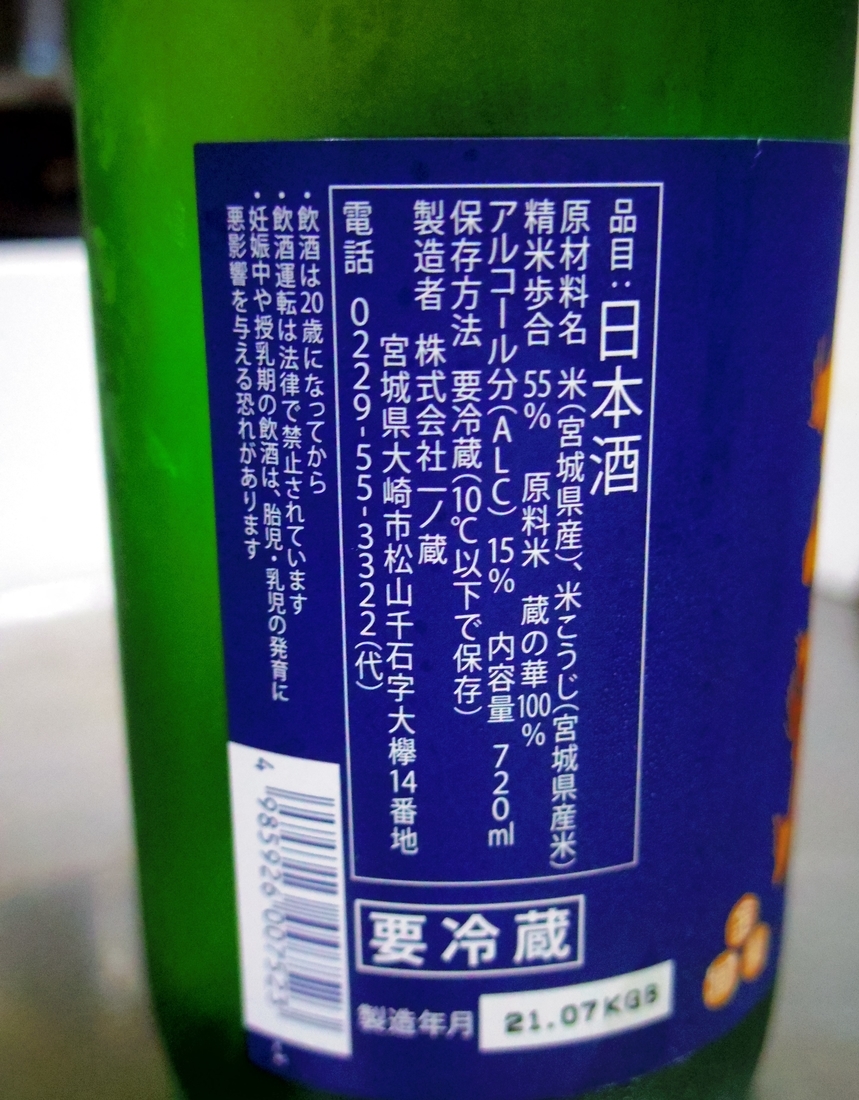 品目：日本酒
原材料名 米（宮城県産）、米こうじ（宮城県産米）
精米歩合 55% 原料米 蔵の華100%
アルコール分（ALC）15% 内容量 720ml
保存方法 要冷蔵（10℃以下で保存）
製造者 株式会社一ノ蔵
宮城県大崎市松山千石字大欅14番地
電話 0229-55-3322（代）
・飲酒は20歳になってから
・飲酒運転は法律で禁止されています
・妊娠中や授乳期の飲酒は、胎児・乳児の発育に
悪影響を与える恐れがあります
要冷蔵
製造年月 21.07KGB